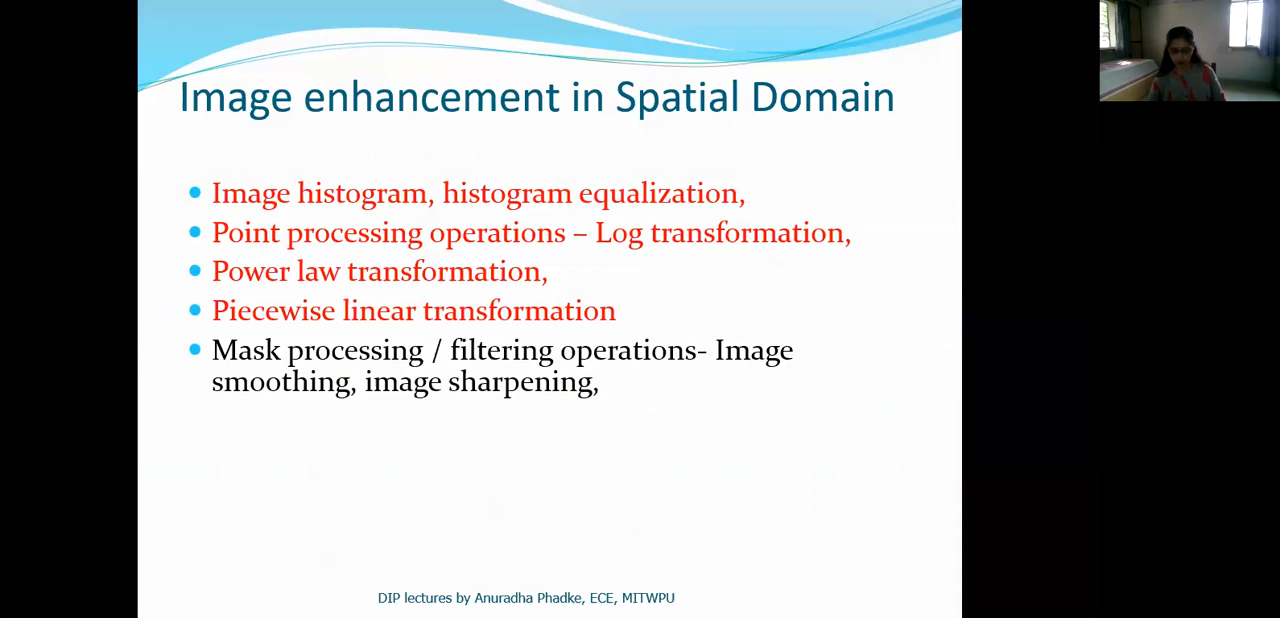 Image enhancement in Spatial Domain
Image histogram, histogram equalization,
Point processing operations – Log transformation,
Power law transformation,
Piecewise linear transformation
Mask processing / filtering operations- Image
smoothing, image sharpening,
DIP lectures by Anuradha Phadke, ECE, MITWPU